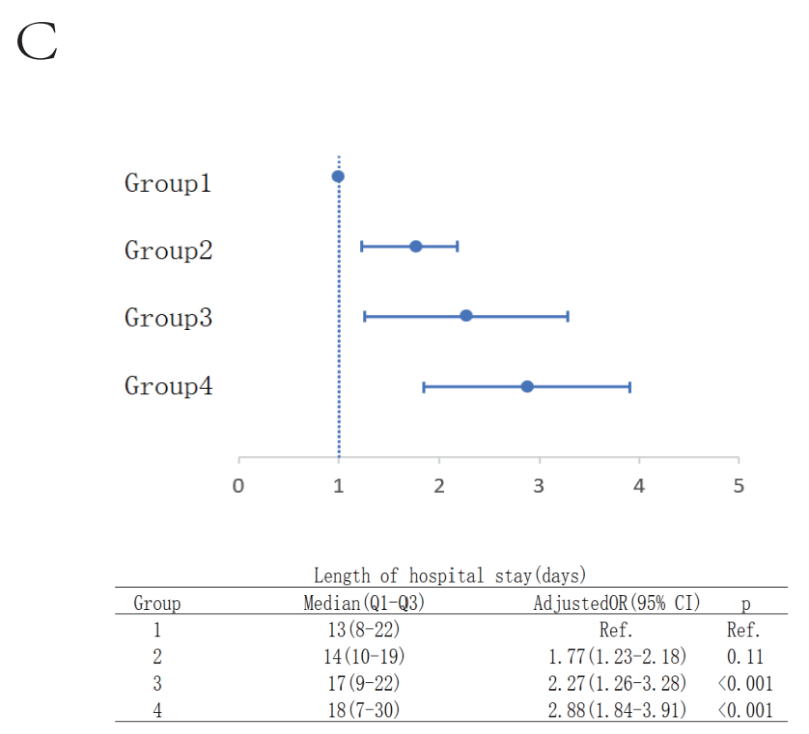 C
Group1
Group2
Group3
Group4
0 1 2 3 4 5
Length of hospital stay(days)
Group Median(Q1-Q3) AdjustedOR(95% CI) p
1 13(8-22) Ref. Ref.
2 14(10-19) 1.77(1.23-2.18) 0.11
3 17(9-22) 2.27(1.26-3.28) <0.001
4 18(7-30) 2.88(1.84-3.91) <0.001